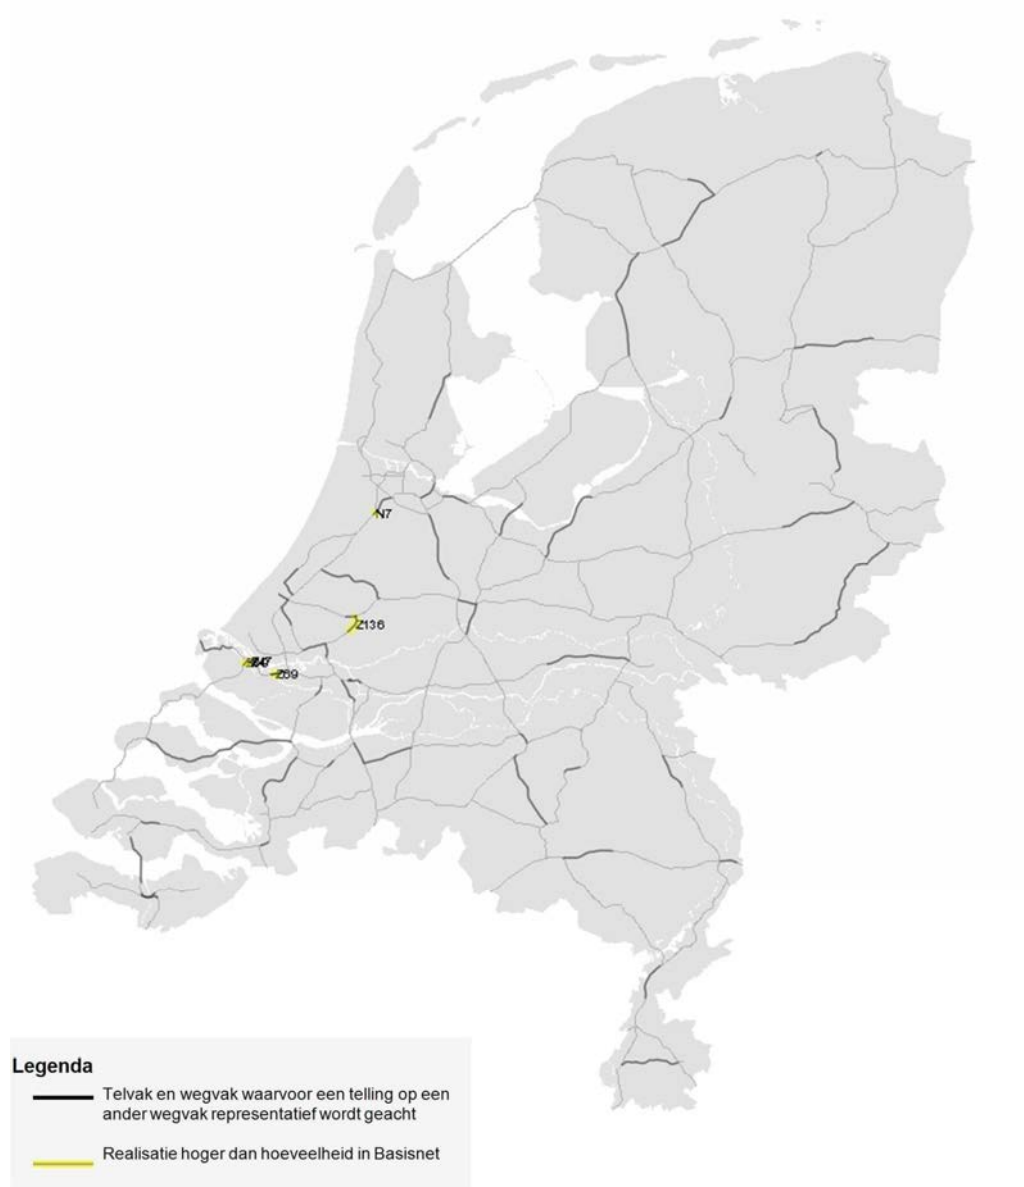 N7
Z136
Z69
Legenda
Telvak en wegvak waarvoor een telling op een
ander wegvak representatief wordt geacht
Realisatie hoger dan hoeveelheid in Basisnet